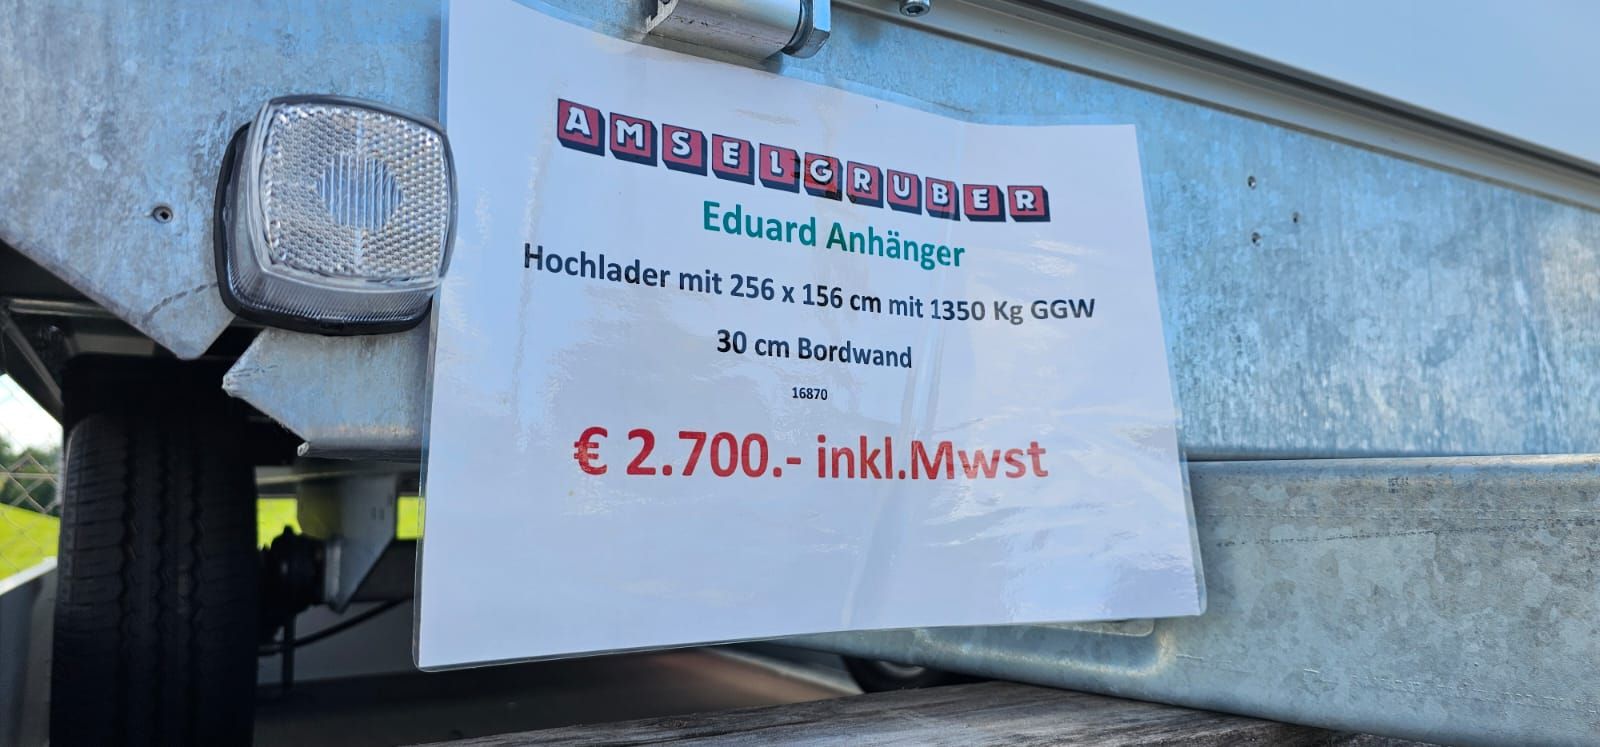 AMSELGRUBER
Eduard Anhänger
Hochlader mit 256 x 156 cm mit 1350 Kg GGW
30 cm Bordwand
16870
€ 2.700.- inkl.Mwst